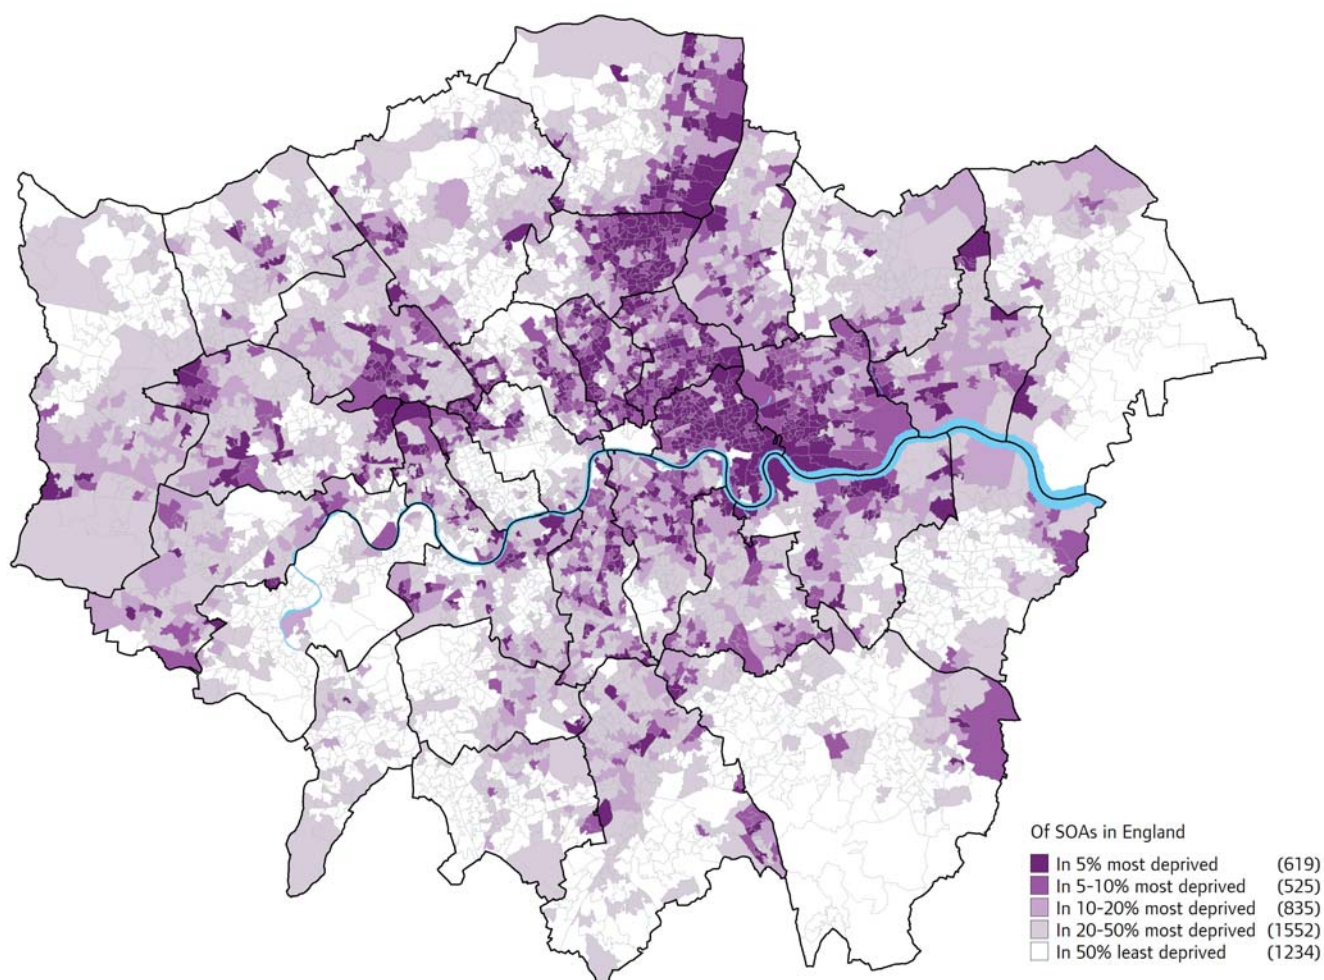 Of SOAs in England
In 5% most deprived (619)
In 5-10% most deprived (525)
In 10-20% most deprived (835)
In 20-50% most deprived (1552)
In 50% least deprived (1234)